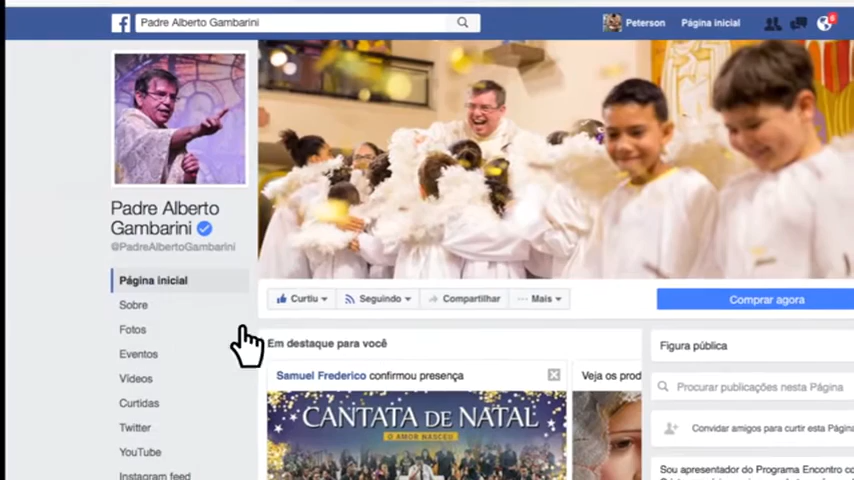 f
Padre Alberto Gambarini
Peterson
Página inicial
6
Padre Alberto
Gambarini
@PadreAlbertoGambarini
Página inicial
Sobre
Fotos
Eventos
Vídeos
Curtidas
Twitter
YouTube
Instagram feed
Curtiu
Seguindo
Compartilhar
Mais
Comprar agora
Em destaque para você
Samuel Frederico confirmou presença
CANTATA DE NATAL
O AMOR NASCEU
Veja os prod
Figura pública
Procurar publicações nesta Página
Convidar amigos para curtir esta Página
Sou apresentador do Programa Encontro